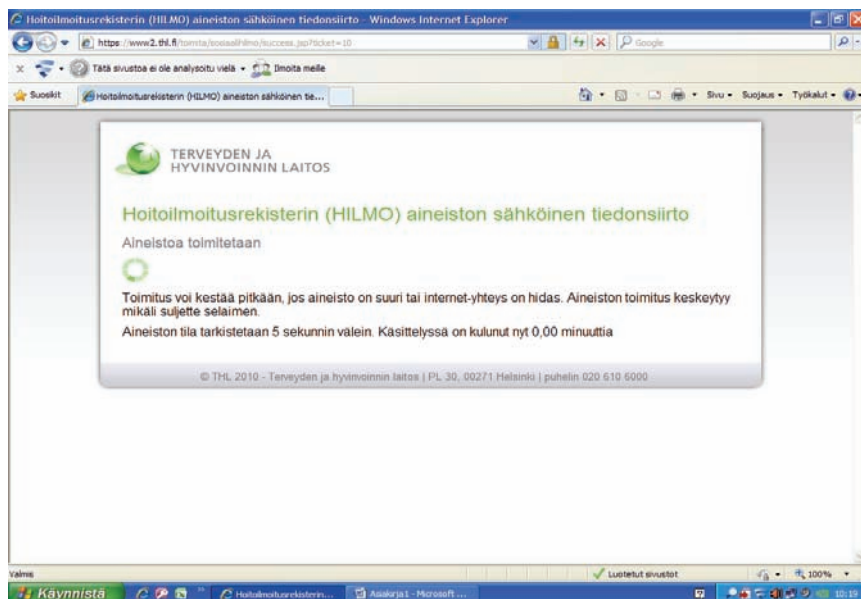 Hoitoilmoitusrekisterin (HILMO) aineiston sähköinen tiedonsiirto - Windows Internet Explorer
https://www2.thl.fi/tomsta/sosiaalihilmo/success.jsp?ticket=10
Google
x Tätä sivustoa ei ole analysoitu vielä Ilmoita meille
Suosikit Hoitoilmoitusrekisterin (HILMO) aineiston sähköinen tie...
Sivu Suojaus Työkalut
TERVEYDEN JA
HYVINVOINNIN LAITOS
Hoitoilmoitusrekisterin (HILMO) aineiston sähköinen tiedonsiirto
Aineistoa toimitetaan
Toimitus voi kestää pitkään, jos aineisto on suuri tai internet-yhteys on hidas. Aineiston toimitus keskeytyy
mikäli suljette selaimen.
Aineiston tila tarkistetaan 5 sekunnin välein. Käsittelyssä on kulunut nyt 0,00 minuuttia
© THL 2010 - Terveyden ja hyvinvoinnin laitos | PL 30, 00271 Helsinki | puhelin 020 610 6000
Valmis Luotetut sivustot 100%
Käynnistä Hoitoilmoitusrekisterin... Asiakirja1 - Microsoft ... 10:19